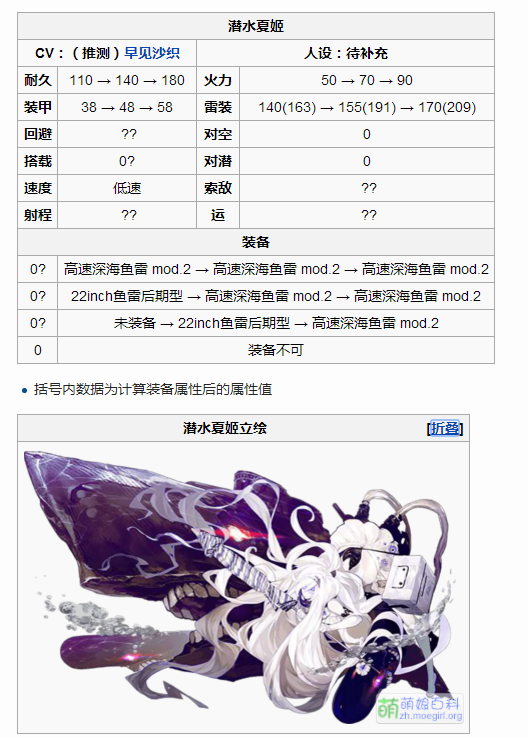 潜水夏姬
CV：（推测）早见沙织 人设：待补充
耐久 110 → 140 → 180 火力 50 → 70 → 90
装甲 38 → 48 → 58 雷装 140(163) → 155(191) → 170(209)
回避 ?? 对空 0
搭载 0? 对潜 0
速度 低速 索敌 ??
射程 ?? 运 ??
装备
0? 高速深海鱼雷 mod.2 → 高速深海鱼雷 mod.2 → 高速深海鱼雷 mod.2
0? 22inch鱼雷后期型 → 高速深海鱼雷 mod.2 → 高速深海鱼雷 mod.2
0? 未装备 → 22inch鱼雷后期型 → 高速深海鱼雷 mod.2
0 装备不可
括号内数据为计算装备属性后的属性值
潜水夏姬立绘 [折叠]
萌 萌娘百科
zh.moegirl.org